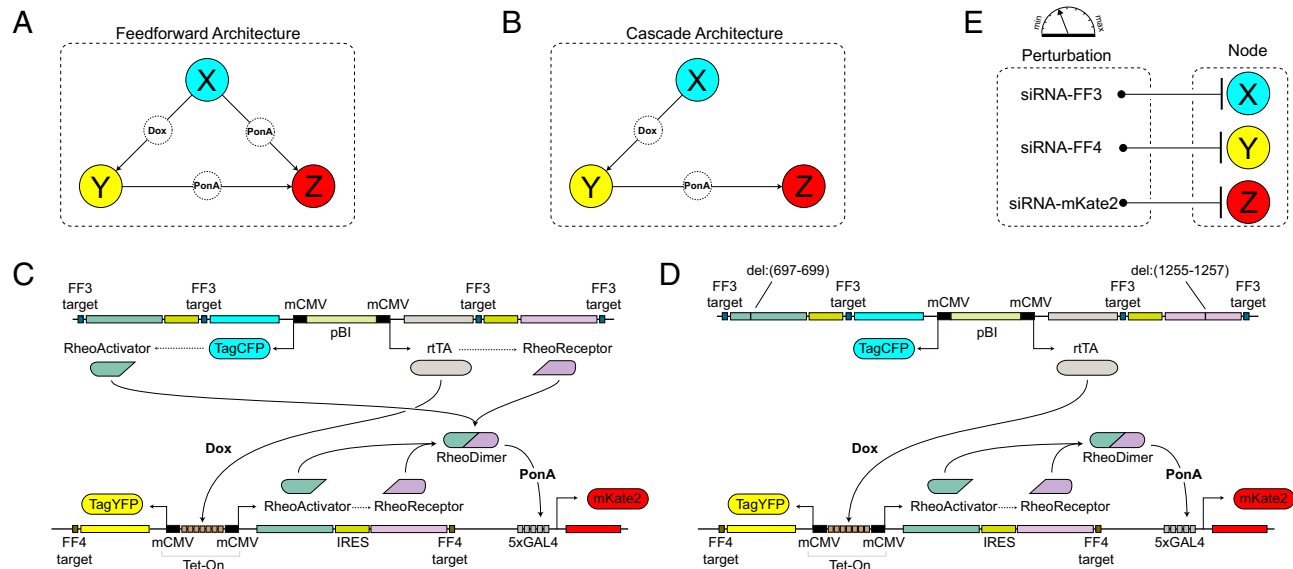 A
Feedforward Architecture
X
Dox
PonA
Y
PonA
Z
B
Cascade Architecture
X
Dox
Y
PonA
Z
E
min
max
Perturbation
Node
siRNA-FF3
X
siRNA-FF4
Y
siRNA-mKate2
Z
C
FF3
target
FF3
target
mCMV
mCMV
FF3
target
FF3
target
pBI
RheoActivator
TagCFP
rtTA
RheoReceptor
Dox
RheoDimer
PonA
TagYFP
RheoActivator
RheoReceptor
mKate2
FF4
target
mCMV
mCMV
IRES
FF4
target
5xGAL4
Tet-On
D
del:(697-699)
del:(1255-1257)
FF3
target
FF3
target
mCMV
mCMV
FF3
target
FF3
target
pBI
TagCFP
rtTA
Dox
RheoDimer
PonA
TagYFP
RheoActivator
RheoReceptor
mKate2
FF4
target
mCMV
mCMV
IRES
FF4
target
5xGAL4
Tet-On